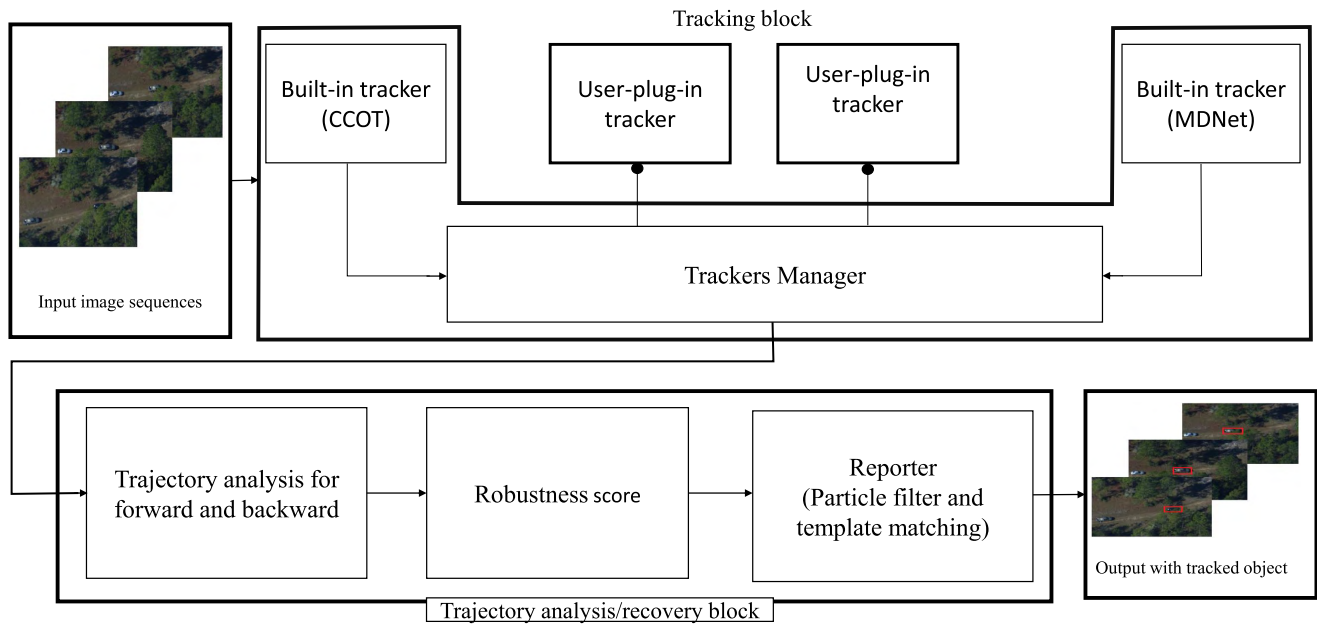 Tracking block
Built-in tracker
(CCOT)
User-plug-in
tracker
User-plug-in
tracker
Built-in tracker
(MDNet)
Input image sequences
Trackers Manager
Trajectory analysis for
forward and backward
Robustness score
Reporter
(Particle filter and
template matching)
Output with tracked object
Trajectory analysis/recovery block